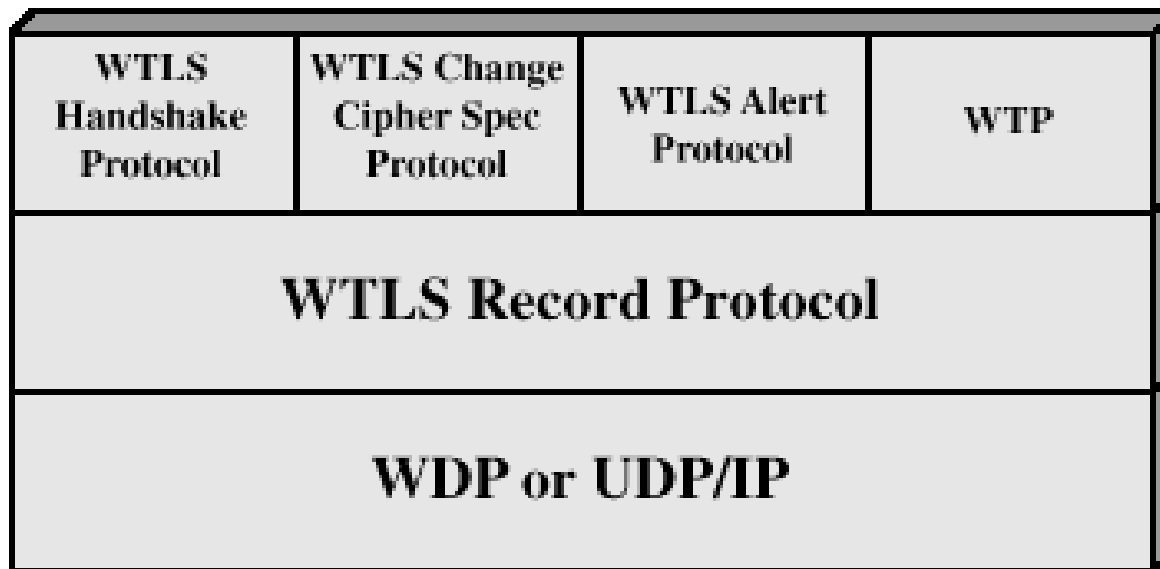 WTLS
Handshake
Protocol
WTLS Change
Cipher Spec
Protocol
WTLS Alert
Protocol
WTP
WTLS Record Protocol
WDP or UDP/IP